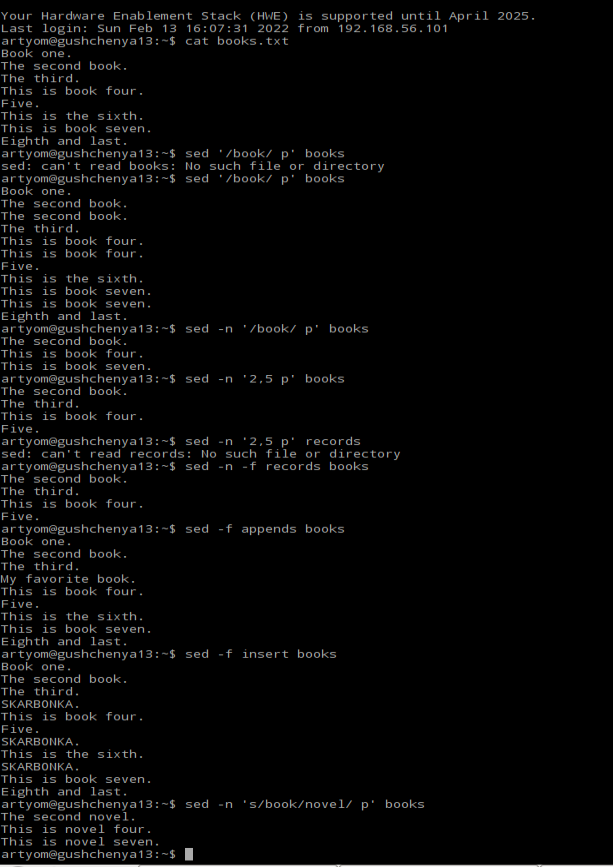 Your Hardware Enablement Stack (HWE) is supported until April 2025.
Last login: Sun Feb 13 16:07:31 2022 from 192.168.56.101
artyom@gushchenya13:~$ cat books.txt
Book one.
The second book.
The third.
This is book four.
Five.
This is the sixth.
This is book seven.
Eighth and last.
artyom@gushchenya13:~$ sed '/book/ p' books
sed: can't read books: No such file or directory
artyom@gushchenya13:~$ sed '/book/ p' books
Book one.
The second book.
The second book.
The third.
This is book four.
This is book four.
Five.
This is the sixth.
This is book seven.
This is book seven.
Eighth and last.
artyom@gushchenya13:~$ sed -n '/book/ p' books
The second book.
This is book four.
This is book seven.
artyom@gushchenya13:~$ sed -n '2,5 p' books
The second book.
The third.
This is book four.
Five.
artyom@gushchenya13:~$ sed -n '2,5 p' records
sed: can't read records: No such file or directory
artyom@gushchenya13:~$ sed -n -f records books
The second book.
The third.
This is book four.
Five.
artyom@gushchenya13:~$ sed -f appends books
Book one.
The second book.
The third.
My favorite book.
This is book four.
Five.
This is the sixth.
This is book seven.
Eighth and last.
artyom@gushchenya13:~$ sed -f insert books
Book one.
The second book.
The third.
SKARBONKA.
This is book four.
Five.
SKARBONKA.
This is the sixth.
SKARBONKA.
This is book seven.
Eighth and last.
artyom@gushchenya13:~$ sed -n 's/book/novel/ p' books
The second novel.
This is novel four.
This is novel seven.
artyom@gushchenya13:~$